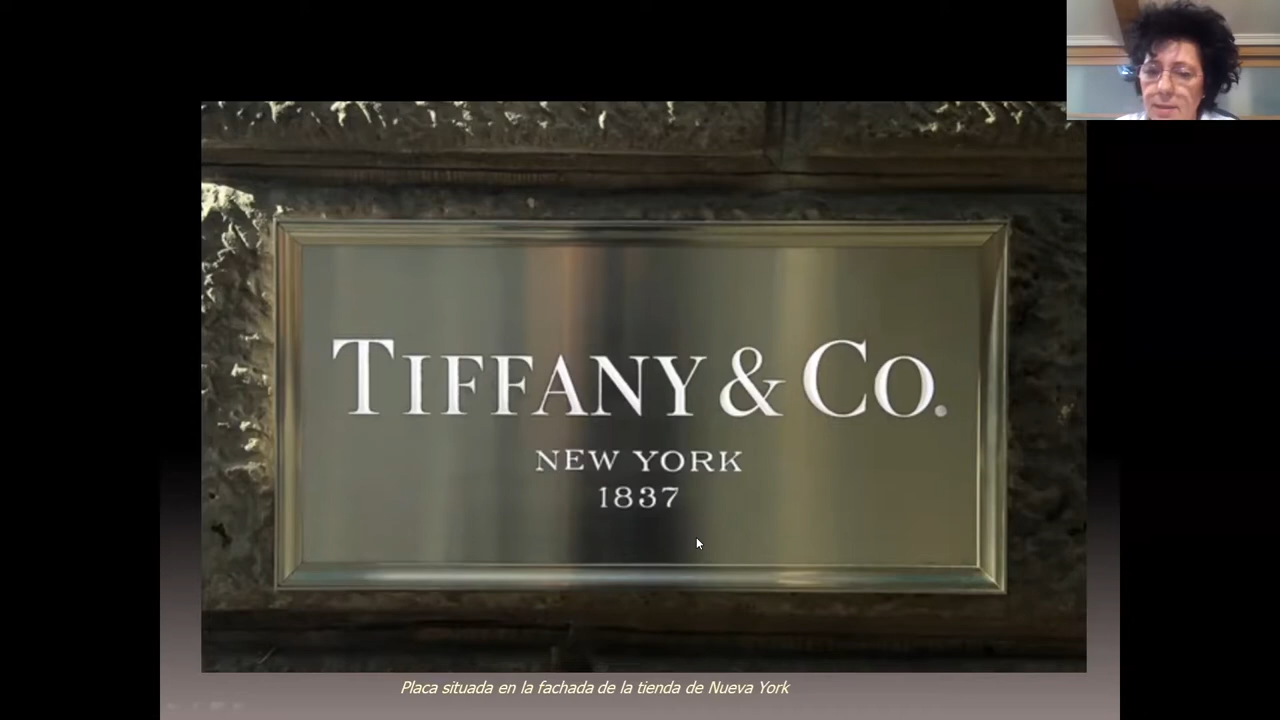 TIFFANY & CO.
NEW YORK
1837
Placa situada en la fachada de la tienda de Nueva York